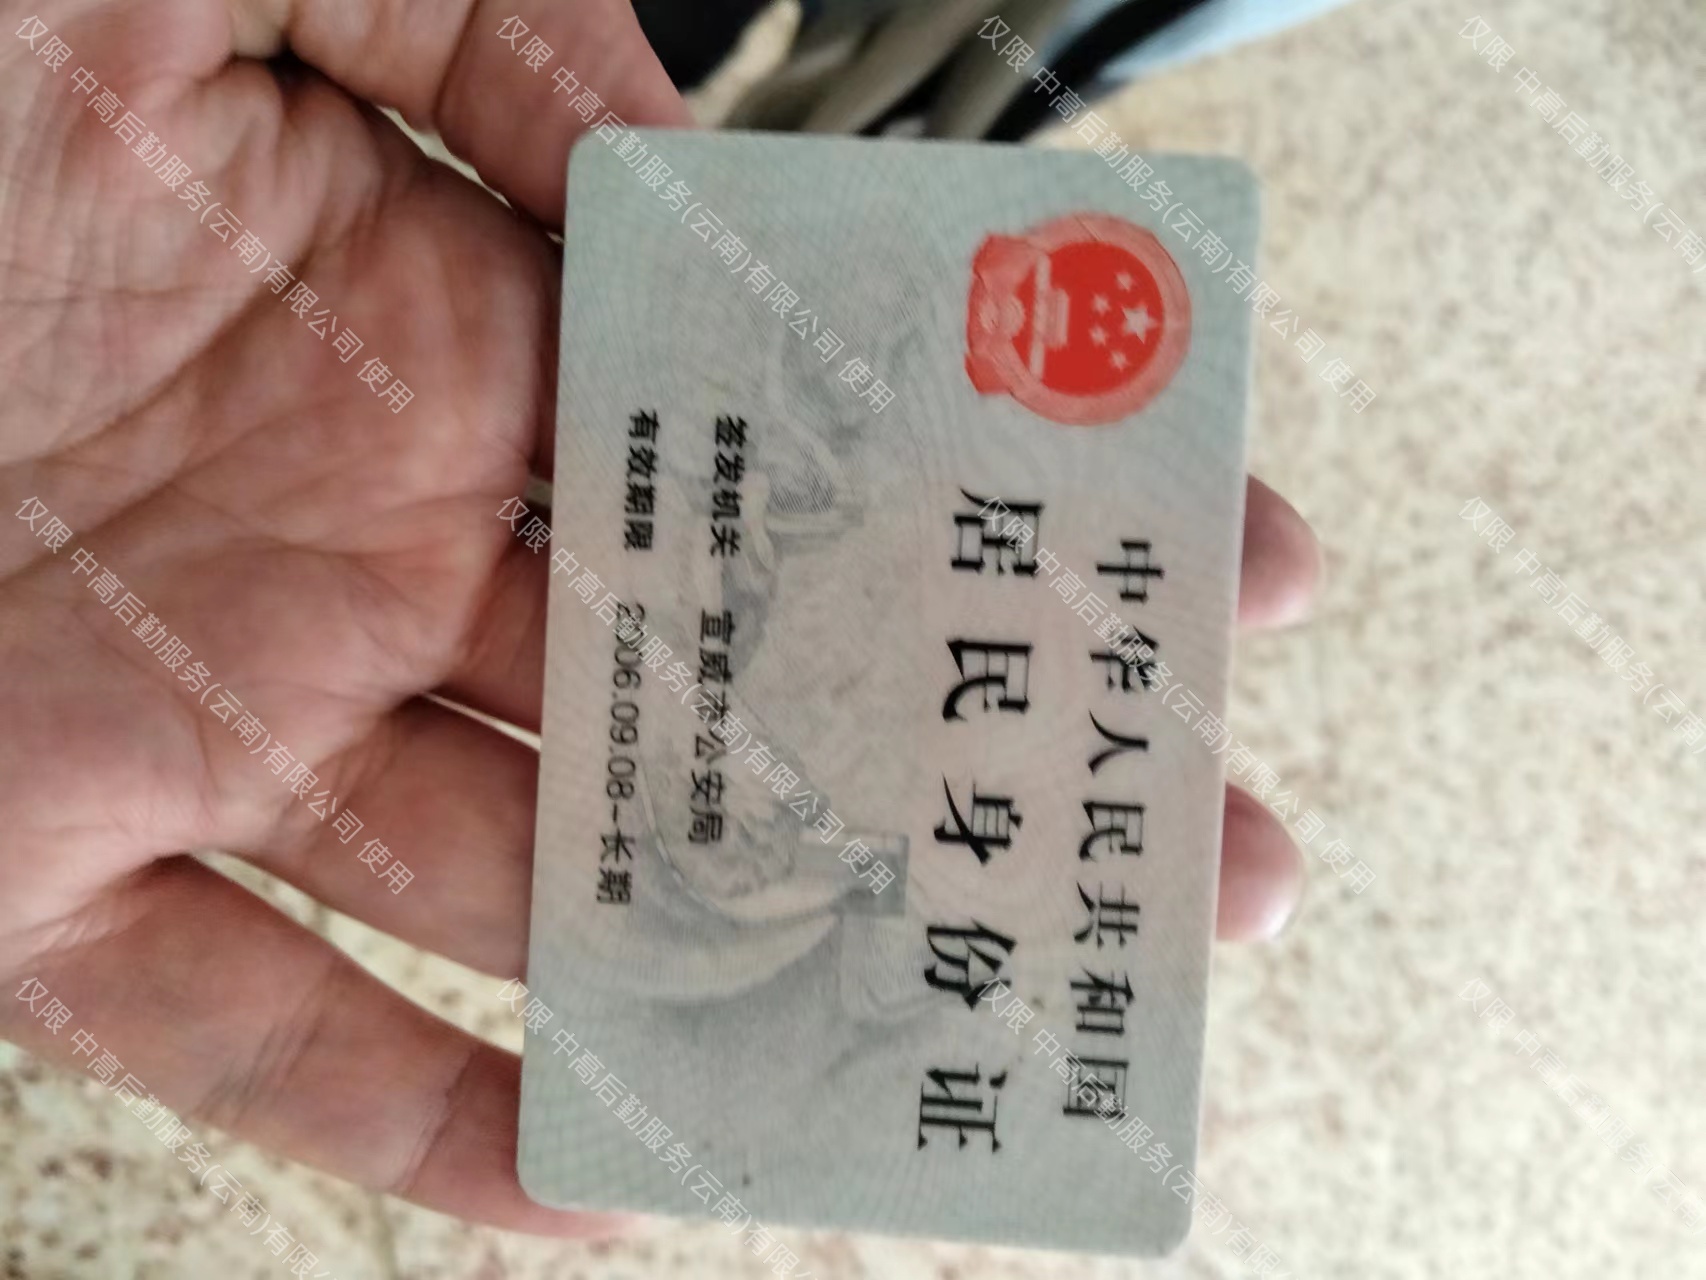 中华人民共和国
居民身份证
签发机关 宣威市公安局
有效期限 2006.09.08-长期
仅限 中高后勤服务(云南)有限公司 使用